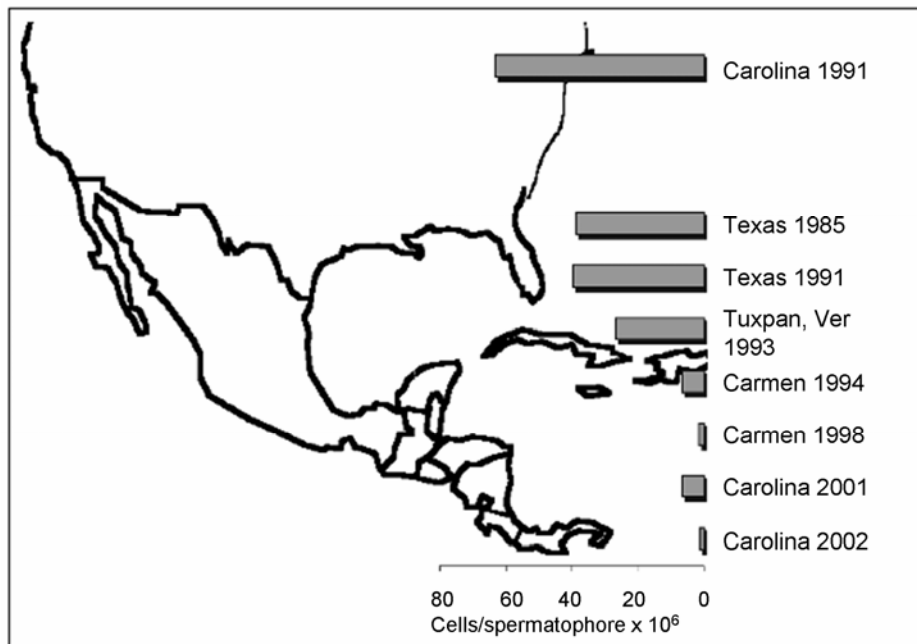 Carolina 1991
Texas 1985
Texas 1991
Tuxpan, Ver
1993
Carmen 1994
Carmen 1998
Carolina 2001
Carolina 2002
80 60 40 20 0
Cells/spermatophore x 10⁶